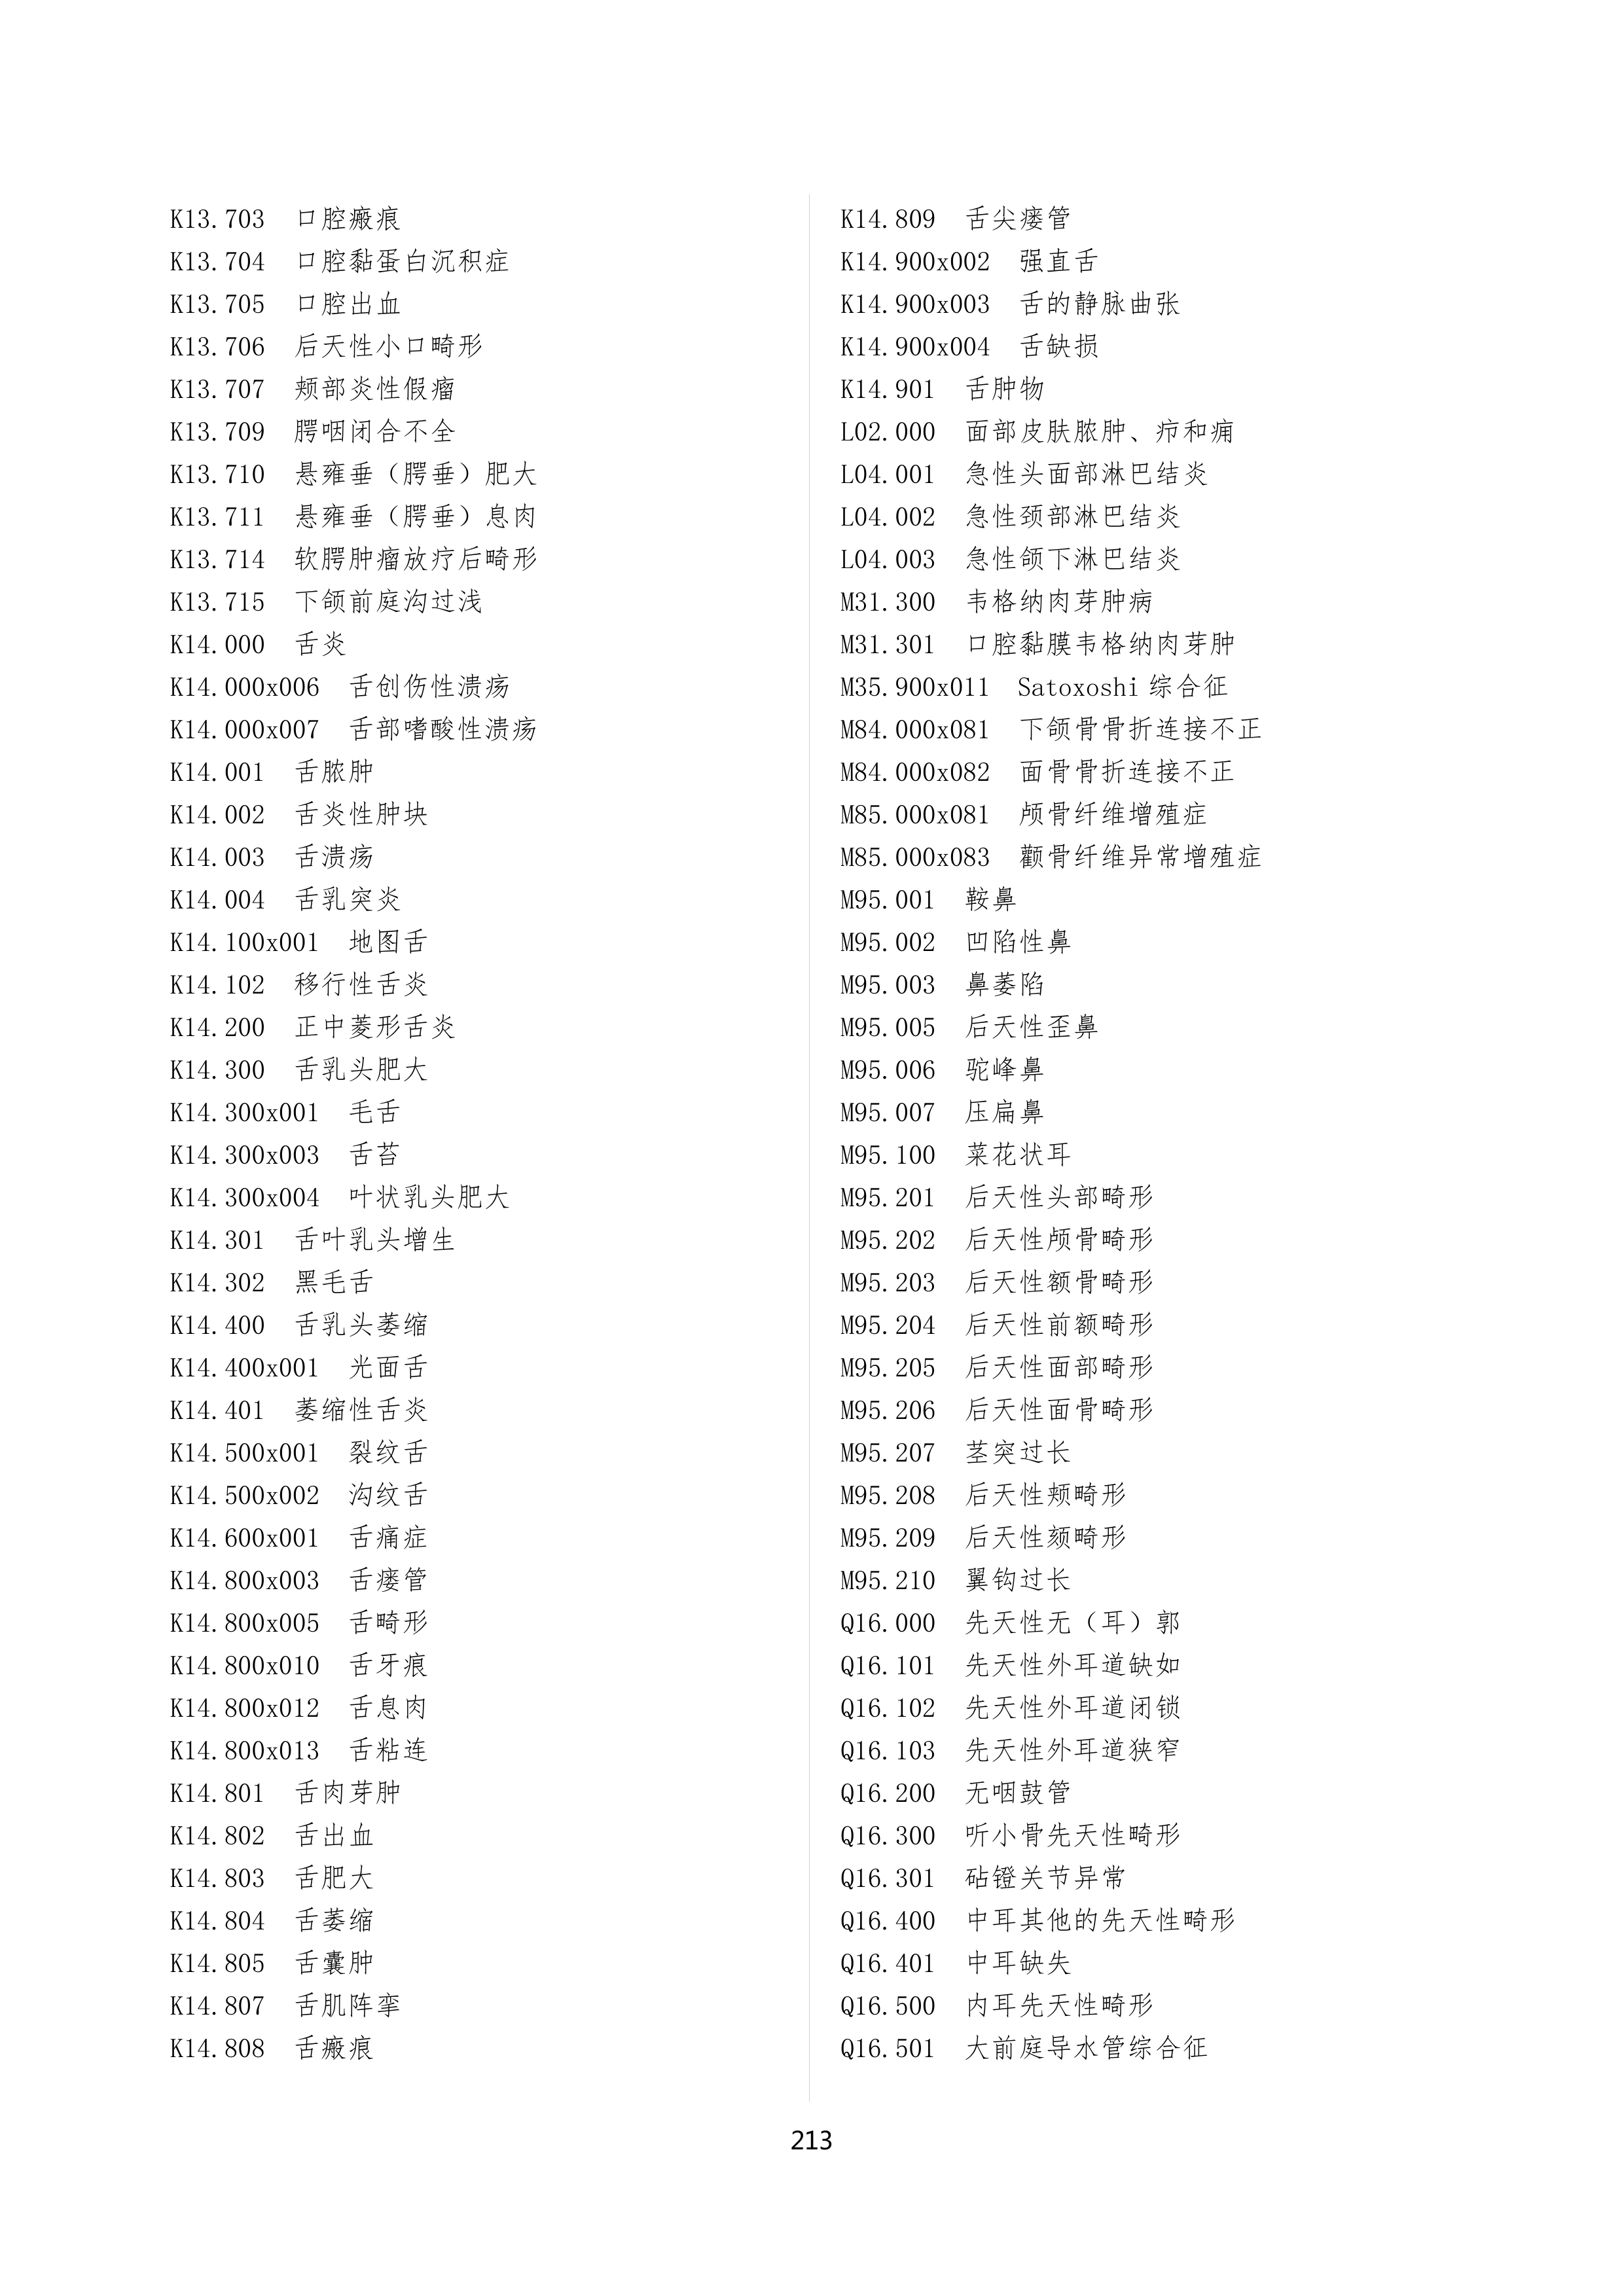 K13.703 口腔瘢痕
K13.704 口腔黏蛋白沉积症
K13.705 口腔出血
K13.706 后天性小口畸形
K13.707 颊部炎性假瘤
K13.709 腭咽闭合不全
K13.710 悬雍垂（腭垂）肥大
K13.711 悬雍垂（腭垂）息肉
K13.714 软腭肿瘤放疗后畸形
K13.715 下颌前庭沟过浅
K14.000 舌炎
K14.000x006 舌创伤性溃疡
K14.000x007 舌部嗜酸性溃疡
K14.001 舌脓肿
K14.002 舌炎性肿块
K14.003 舌溃疡
K14.004 舌乳突炎
K14.100x001 地图舌
K14.102 移行性舌炎
K14.200 正中菱形舌炎
K14.300 舌乳头肥大
K14.300x001 毛舌
K14.300x003 舌苔
K14.300x004 叶状乳头肥大
K14.301 舌叶乳头增生
K14.302 黑毛舌
K14.400 舌乳头萎缩
K14.400x001 光面舌
K14.401 萎缩性舌炎
K14.500x001 裂纹舌
K14.500x002 沟纹舌
K14.600x001 舌痛症
K14.800x003 舌瘘管
K14.800x005 舌畸形
K14.800x010 舌牙痕
K14.800x012 舌息肉
K14.800x013 舌粘连
K14.801 舌肉芽肿
K14.802 舌出血
K14.803 舌肥大
K14.804 舌萎缩
K14.805 舌囊肿
K14.807 舌肌阵挛
K14.808 舌瘢痕
K14.809 舌尖瘘管
K14.900x002 强直舌
K14.900x003 舌的静脉曲张
K14.900x004 舌缺损
K14.901 舌肿物
L02.000 面部皮肤脓肿、疖和痈
L04.001 急性头面部淋巴结炎
L04.002 急性颈部淋巴结炎
L04.003 急性颌下淋巴结炎
M31.300 韦格纳肉芽肿病
M31.301 口腔黏膜韦格纳肉芽肿
M35.900x011 Satoxoshi综合征
M84.000x081 下颌骨骨折连接不正
M84.000x082 面骨骨折连接不正
M85.000x081 颅骨纤维增殖症
M85.000x083 颧骨纤维异常增殖症
M95.001 鞍鼻
M95.002 凹陷性鼻
M95.003 鼻萎陷
M95.005 后天性歪鼻
M95.006 驼峰鼻
M95.007 压扁鼻
M95.100 菜花状耳
M95.201 后天性头部畸形
M95.202 后天性颅骨畸形
M95.203 后天性额骨畸形
M95.204 后天性前额畸形
M95.205 后天性面部畸形
M95.206 后天性面骨畸形
M95.207 茎突过长
M95.208 后天性颊畸形
M95.209 后天性颏畸形
M95.210 翼钩过长
Q16.000 先天性无（耳）郭
Q16.101 先天性外耳道缺如
Q16.102 先天性外耳道闭锁
Q16.103 先天性外耳道狭窄
Q16.200 无咽鼓管
Q16.300 听小骨先天性畸形
Q16.301 砧镫关节异常
Q16.400 中耳其他的先天性畸形
Q16.401 中耳缺失
Q16.500 内耳先天性畸形
Q16.501 大前庭导水管综合征
213